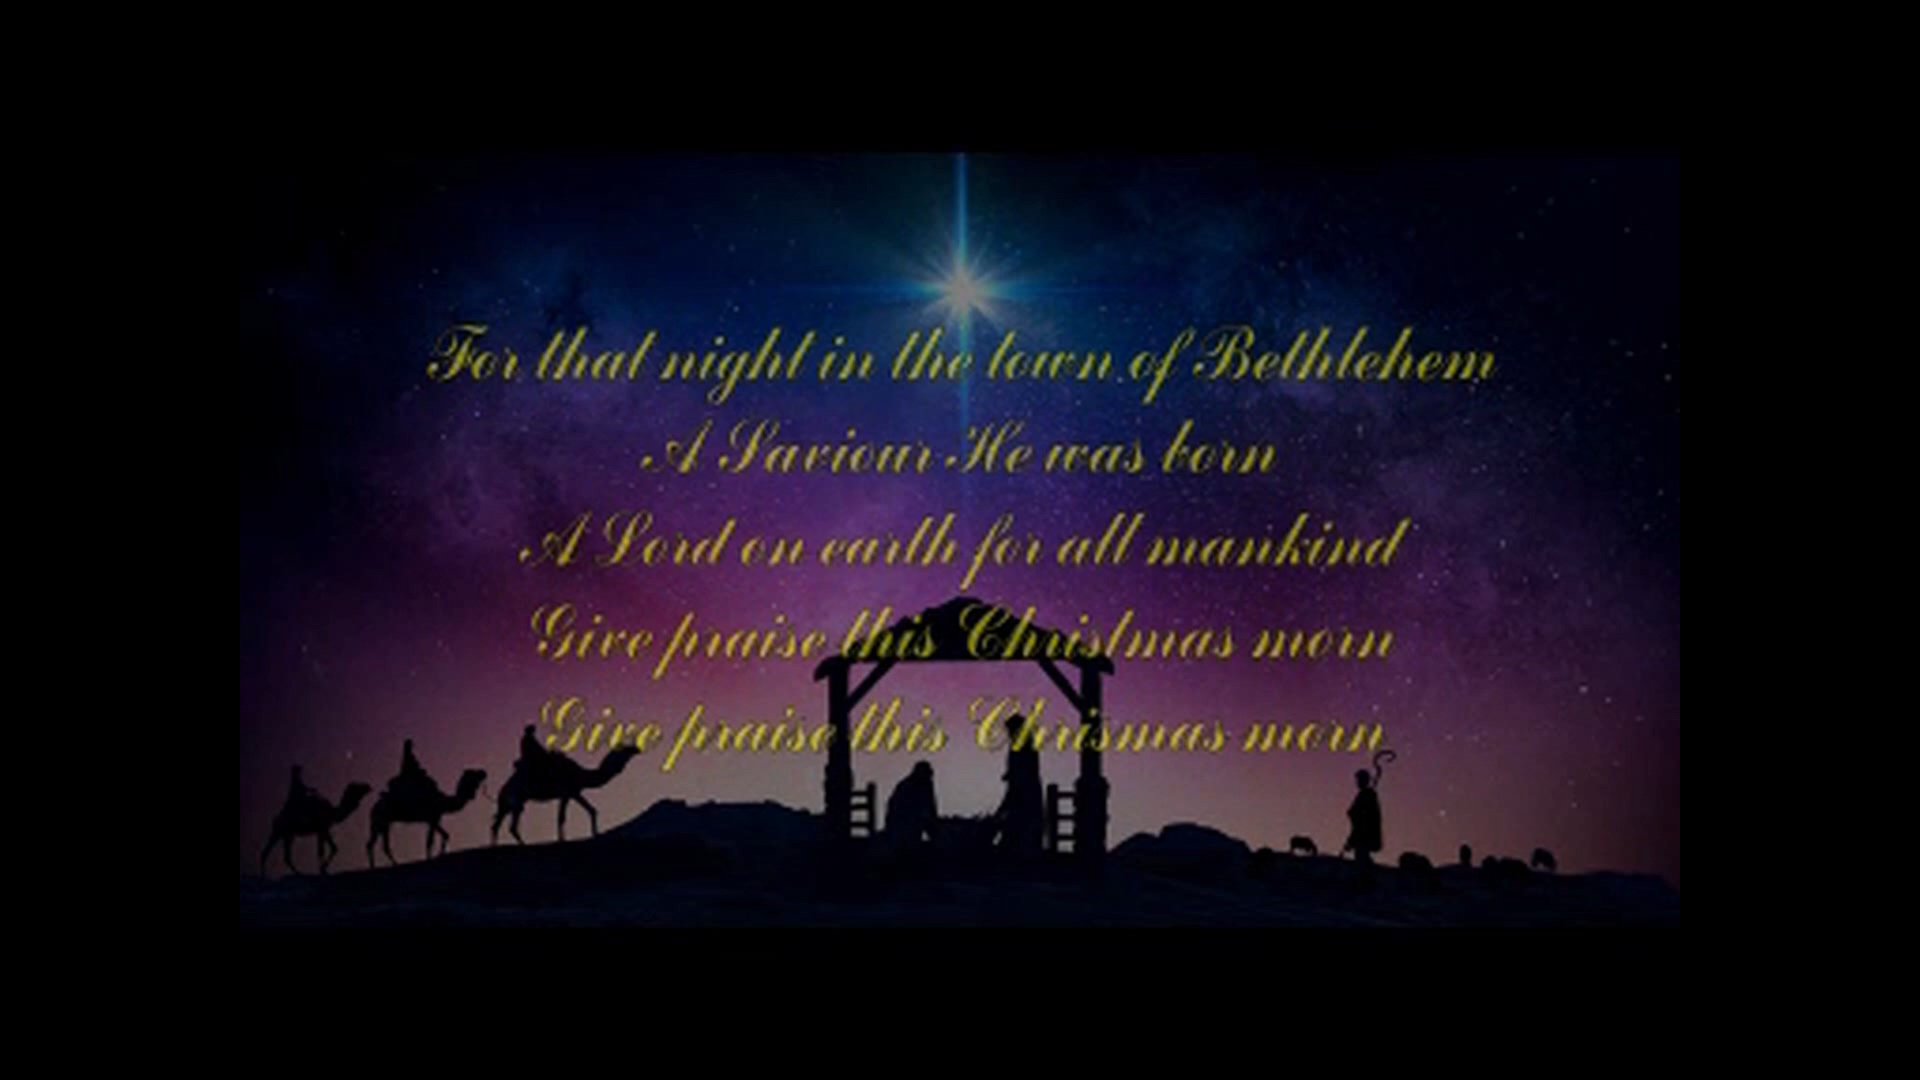 For that night in the town of Bethlehem
A Saviour He was born
A Lord on earth for all mankind
Give praise this Christmas morn
Give praise this Chrismas morn